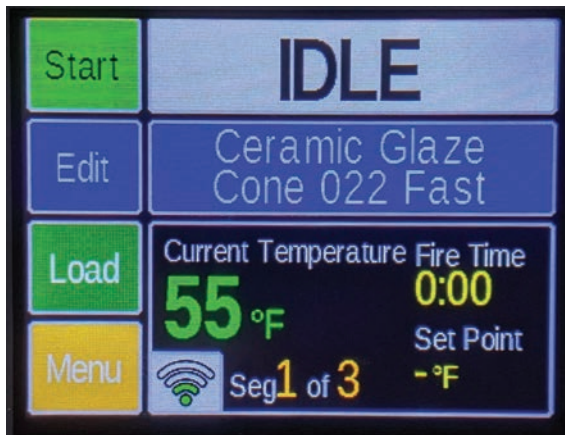 Start
IDLE
Edit
Ceramic Glaze
Cone 022 Fast
Load
Current Temperature
55 °F
Fire Time
0:00
Set Point
- °F
Menu
Seg 1 of 3